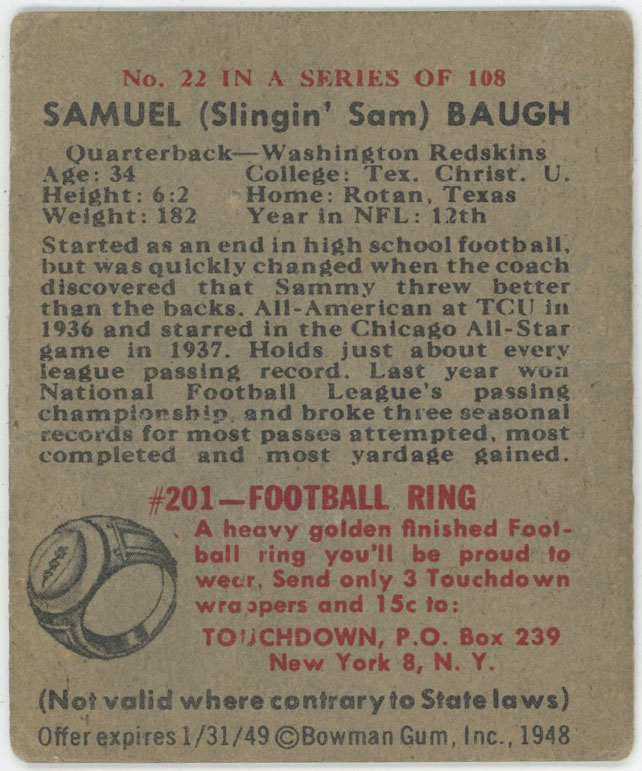 No. 22 IN A SERIES OF 108
SAMUEL (Slingin' Sam) BAUGH
Quarterback—Washington Redskins
Age: 34 College: Tex. Christ. U.
Height: 6:2 Home: Rotan, Texas
Weight: 182 Year in NFL: 12th
Started as an end in high school football,
but was quickly changed when the coach
discovered that Sammy threw better
than the backs. All-American at TCU in
1936 and starred in the Chicago All-Star
game in 1937. Holds just about every
league passing record. Last year won
National Football League's passing
championship, and broke three seasonal
records for most passes attempted, most
completed and most yardage gained.
#201—FOOTBALL RING
A heavy golden finished Foot-
ball ring you'll be proud to
wear. Send only 3 Touchdown
wrappers and 15c to:
TOUCHDOWN, P.O. Box 239
New York 8, N. Y.
(Not valid where contrary to State laws)
Offer expires 1/31/49 ©Bowman Gum, Inc., 1948